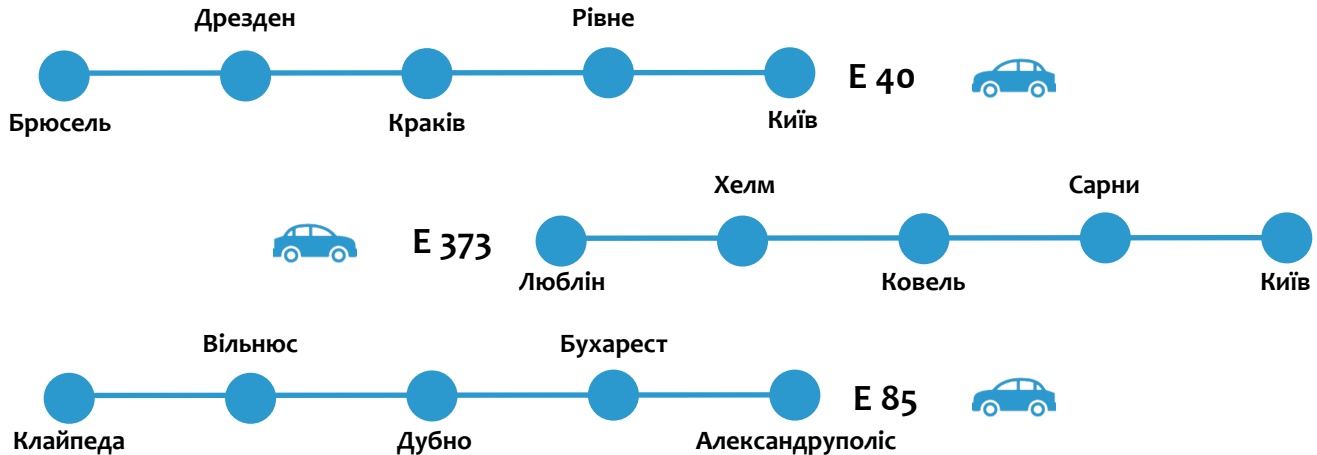 Дрезден Рівне
E 40
Брюсель Краків Київ
Хелм Сарни
E 373
Люблін Ковель Київ
Вільнюс Бухарест
E 85
Клайпеда Дубно Александруполіс